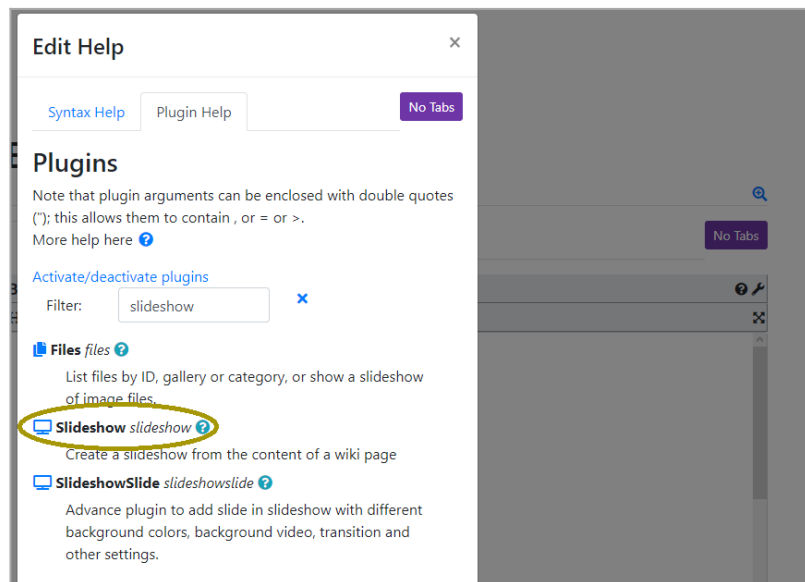 Edit Help ×
Syntax Help Plugin Help No Tabs
Plugins
Note that plugin arguments can be enclosed with double quotes
("); this allows them to contain , or = or >.
More help here
No Tabs
Activate/deactivate plugins
Filter: slideshow
Files files
List files by ID, gallery or category, or show a slideshow
of image files.
Slideshow slideshow
Create a slideshow from the content of a wiki page
SlideshowSlide slideshowslide
Advance plugin to add slide in slideshow with different
background colors, background video, transition and
other settings.